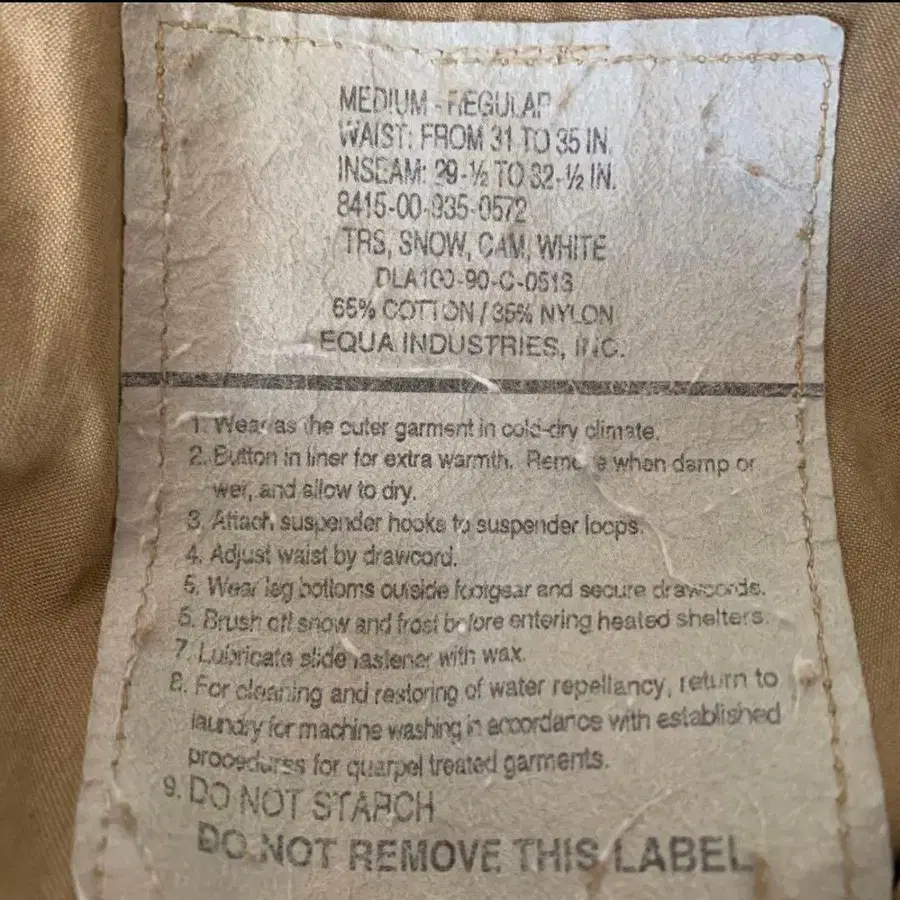 MEDIUM - REGULAR
WAIST: FROM 31 TO 35 IN.
INSEAM: 29-½ TO 32-½ IN.
8415-00-935-0572
TRS, SNOW, CAM, WHITE
DLA100-90-C-0513
65% COTTON / 35% NYLON
EQUA INDUSTRIES, INC.
1. Wear as the outer garment in cold-dry climate.
2. Button in liner for extra warmth. Remove when damp or
wet, and allow to dry.
3. Attach suspender hooks to suspender loops.
4. Adjust waist by drawcord.
5. Wear leg bottoms outside footgear and secure drawcords.
6. Brush off snow and frost before entering heated shelters.
7. Lubricate slide fastener with wax.
8. For cleaning and restoring of water repellancy, return to
laundry for machine washing in accordance with established
procedures for quarpel treated garments.
9. DO NOT STARCH
DO NOT REMOVE THIS LABEL